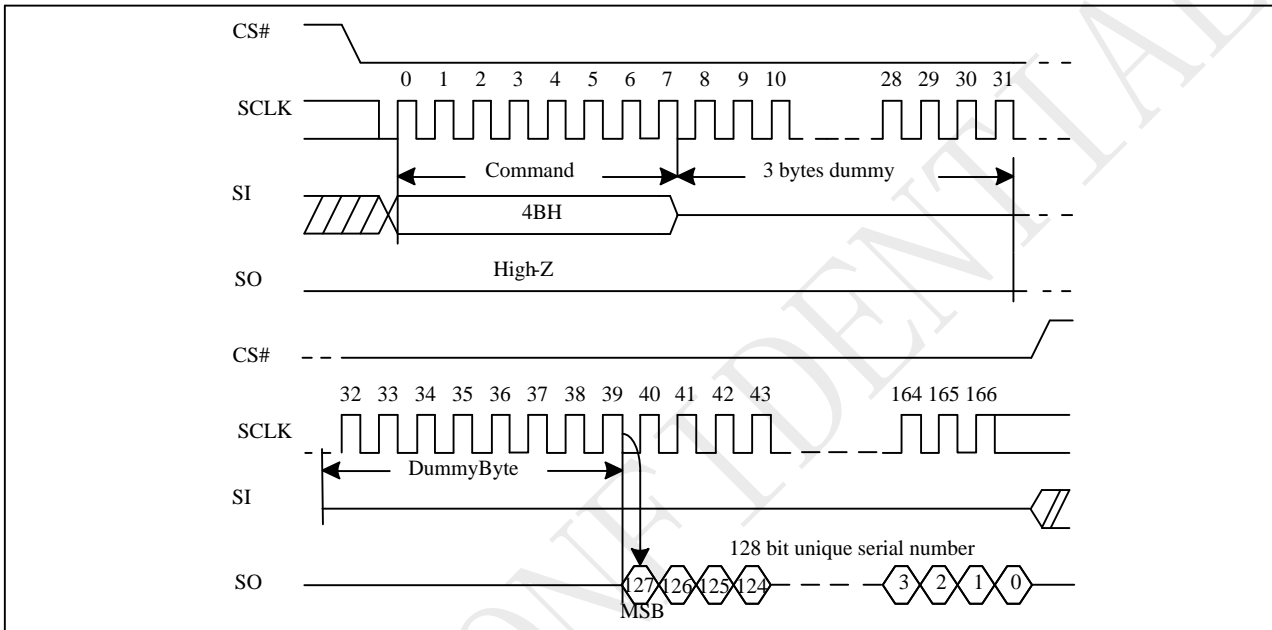 CS#
0 1 2 3 4 5 6 7 8 9 10 28 29 30 31
SCLK
Command 3 bytes dummy
SI
4BH
High-Z
SO
CS#
32 33 34 35 36 37 38 39 40 41 42 43 164 165 166
SCLK
DummyByte
SI
128 bit unique serial number
SO
127 126 125 124 3 2 1 0
MSB